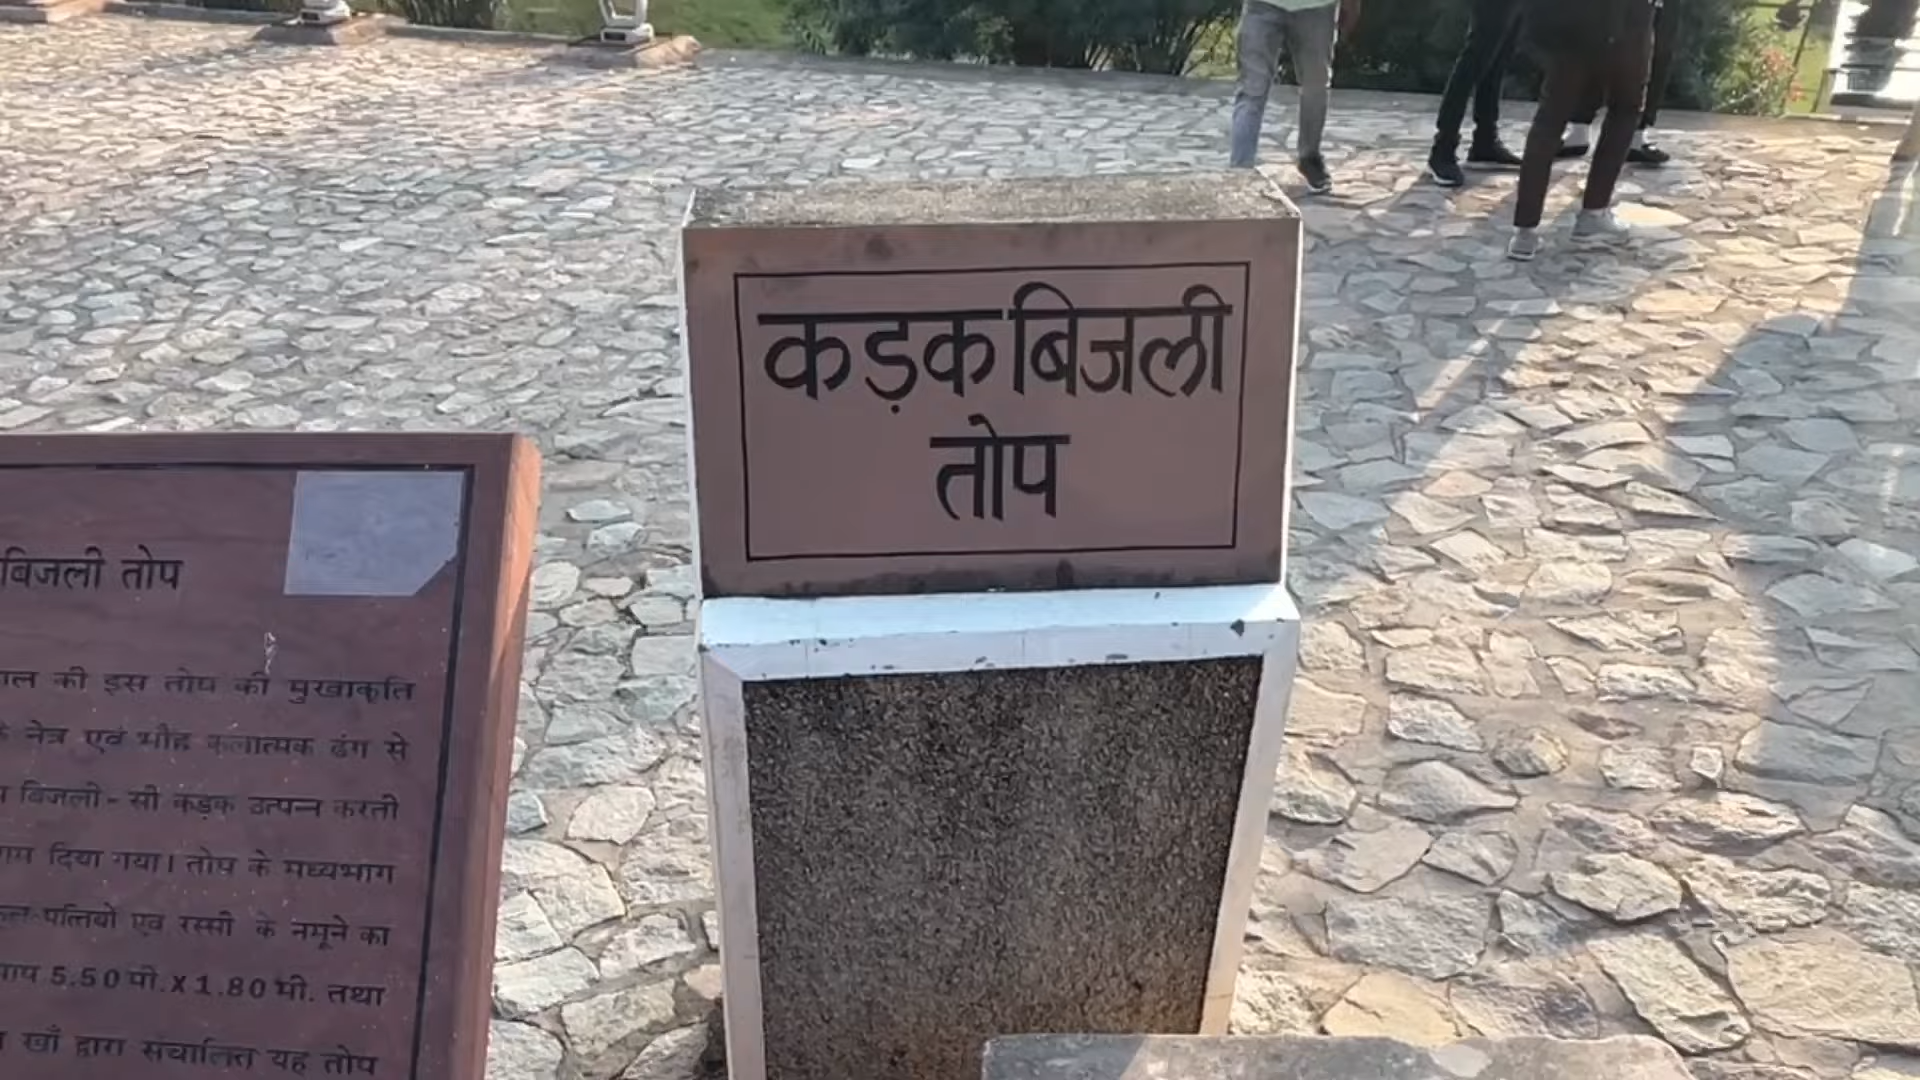 बिजली तोप
की इस तोप की मुखाकृति
नेत्र एवं भौंह कलात्मक ढंग से
बिजली-सी कड़क उत्पन्न करती
दिया गया। तोप के मध्यभाग
एवं रस्सी के नमूने का
5.50 मी. x 1.80 मी. तथा
खाँ द्वारा संचालित यह तोप
कड़क बिजली
तोप